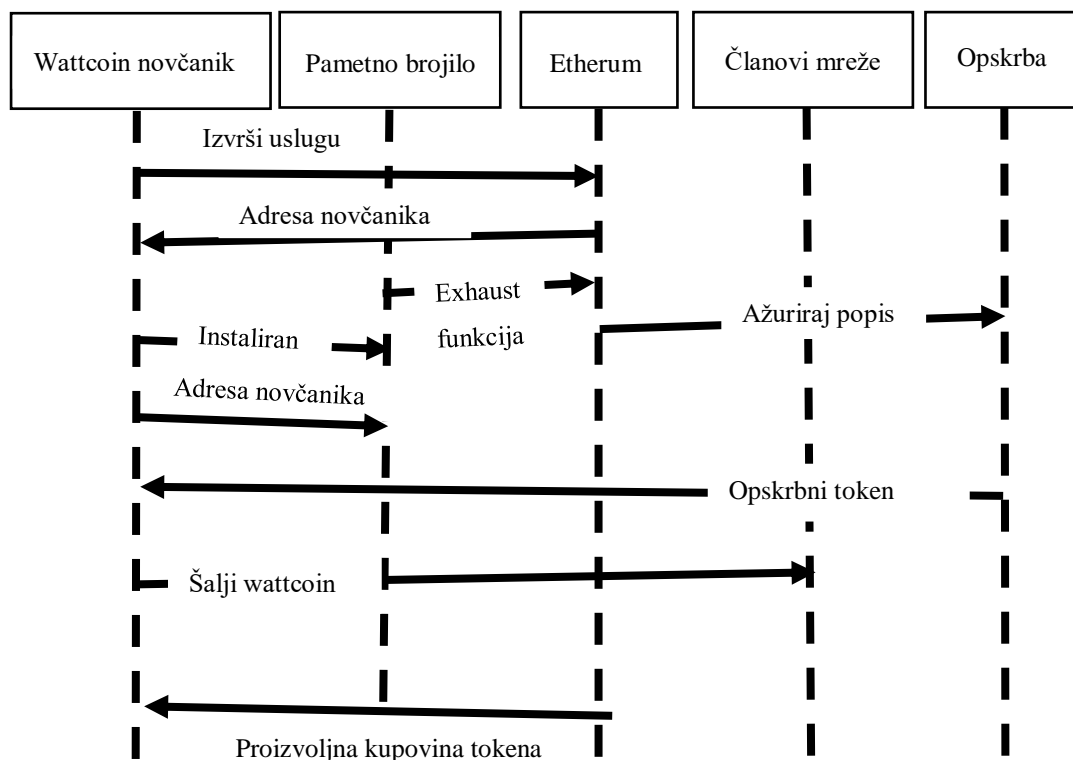 Wattcoin novčanik
Pametno brojilo
Etherum
Članovi mreže
Opskrba
Izvrši uslugu
Adresa novčanika
Exhaust
funkcija
Ažuriraj popis
Instaliran
Adresa novčanika
Opskrbni token
Šalji wattcoin
Proizvoljna kupovina tokena